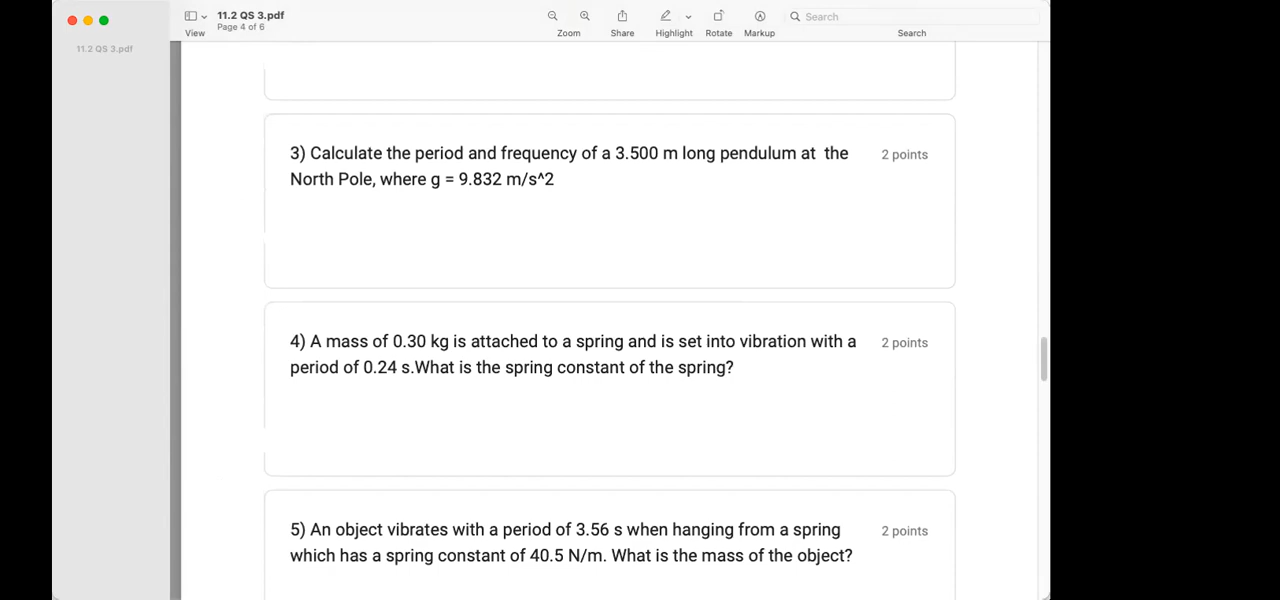 11.2 QS 3.pdf
Page 4 of 6
View
Zoom
Share
Highlight
Rotate
Markup
Search
Search
11.2 QS 3.pdf
3) Calculate the period and frequency of a 3.500 m long pendulum at  the
North Pole, where g = 9.832 m/s^2
2 points
4) A mass of 0.30 kg is attached to a spring and is set into vibration with a
period of 0.24 s.What is the spring constant of the spring?
2 points
5) An object vibrates with a period of 3.56 s when hanging from a spring
which has a spring constant of 40.5 N/m. What is the mass of the object?
2 points